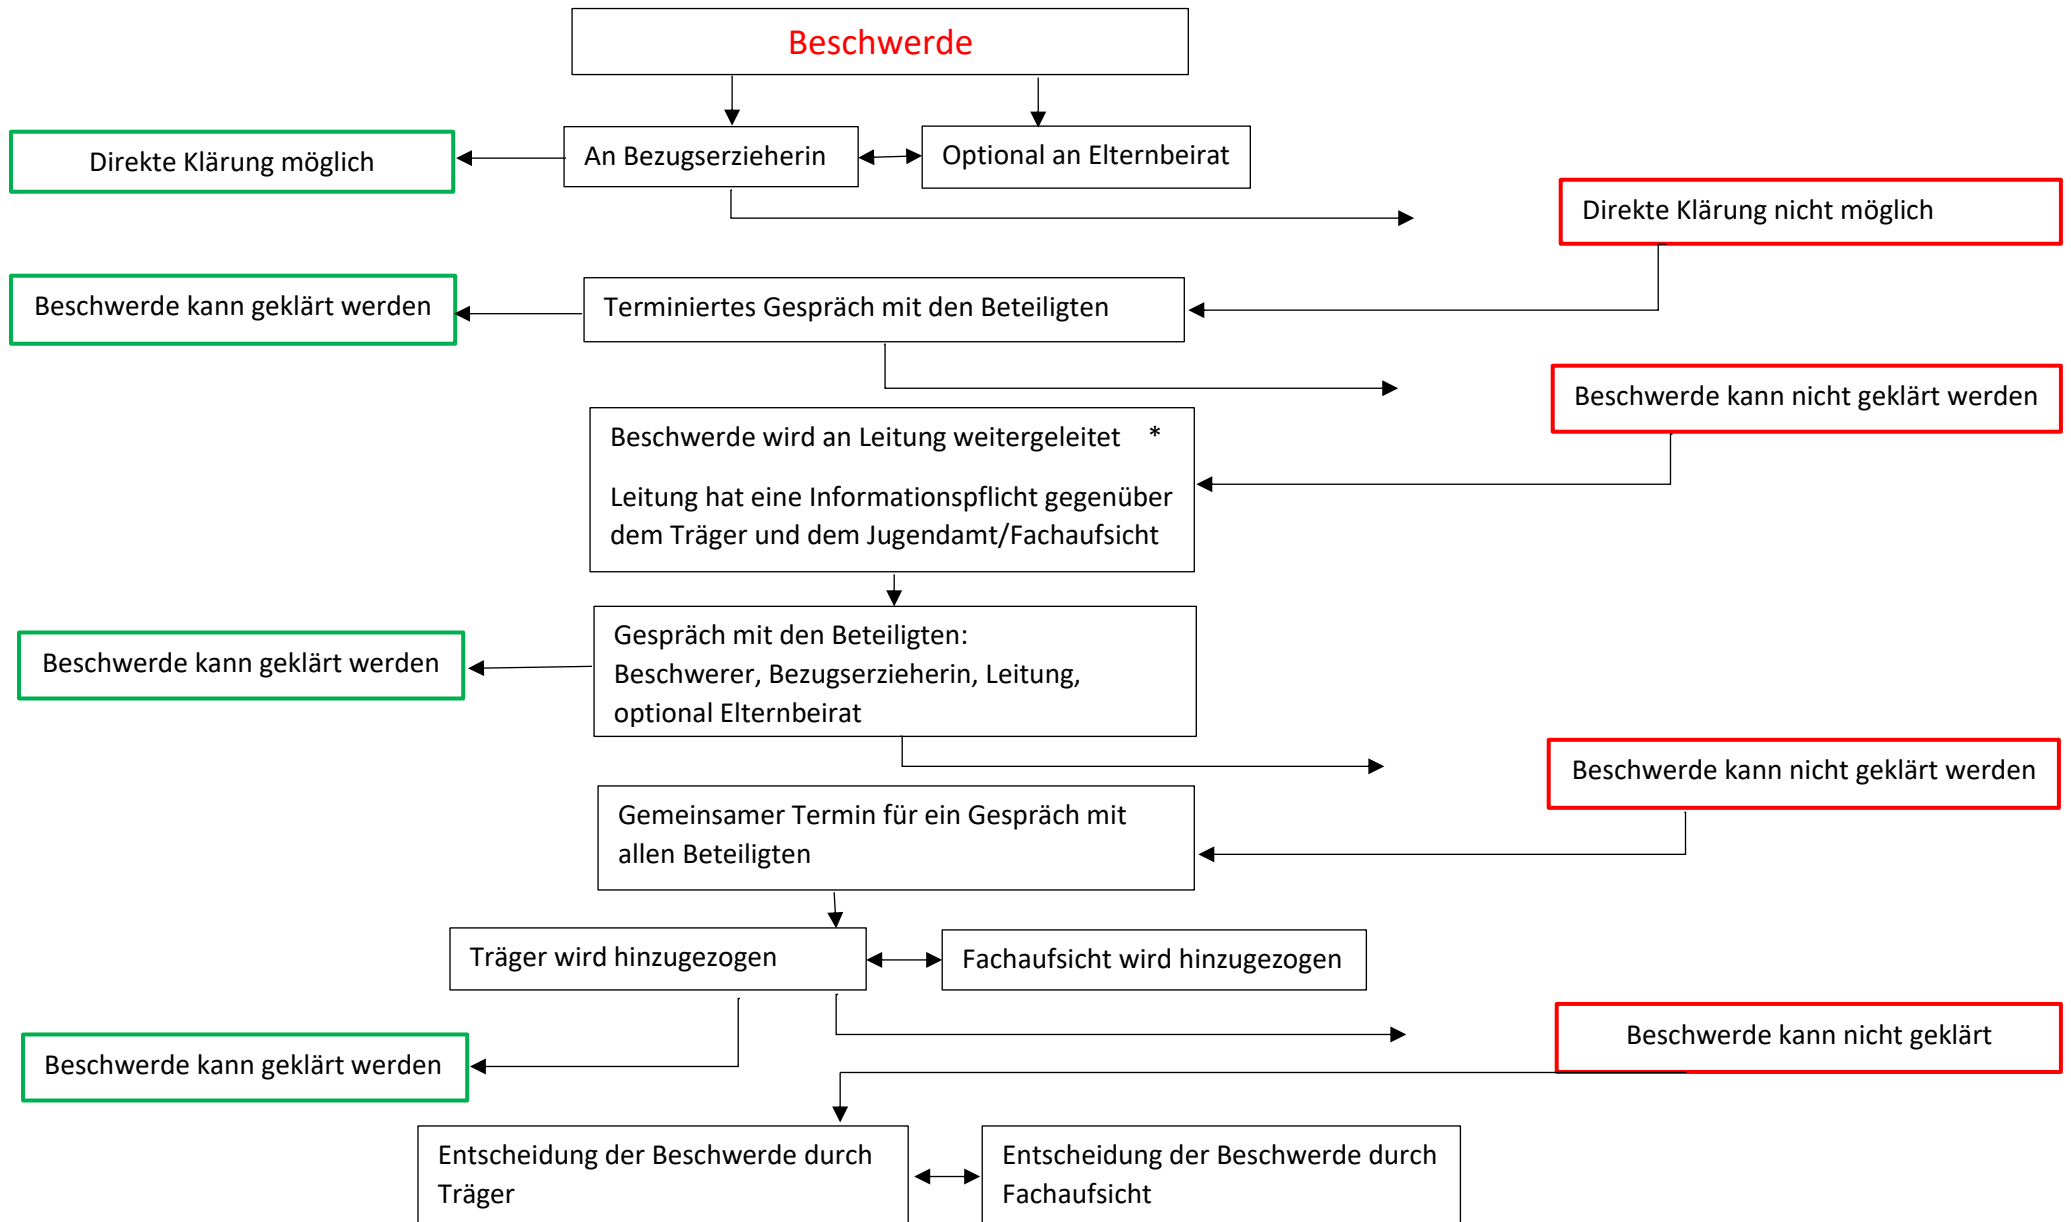 Beschwerde
Direkte Klärung möglich
An Bezugserzieherin
Optional an Elternbeirat
Direkte Klärung nicht möglich
Beschwerde kann geklärt werden
Terminiertes Gespräch mit den Beteiligten
Beschwerde kann nicht geklärt werden
Beschwerde wird an Leitung weitergeleitet *
Leitung hat eine Informationspflicht gegenüber
dem Träger und dem Jugendamt/Fachaufsicht
Beschwerde kann geklärt werden
Gespräch mit den Beteiligten:
Beschwerer, Bezugserzieherin, Leitung,
optional Elternbeirat
Beschwerde kann nicht geklärt werden
Gemeinsamer Termin für ein Gespräch mit
allen Beteiligten
Träger wird hinzugezogen
Fachaufsicht wird hinzugezogen
Beschwerde kann geklärt werden
Beschwerde kann nicht geklärt
Entscheidung der Beschwerde durch
Träger
Entscheidung der Beschwerde durch
Fachaufsicht